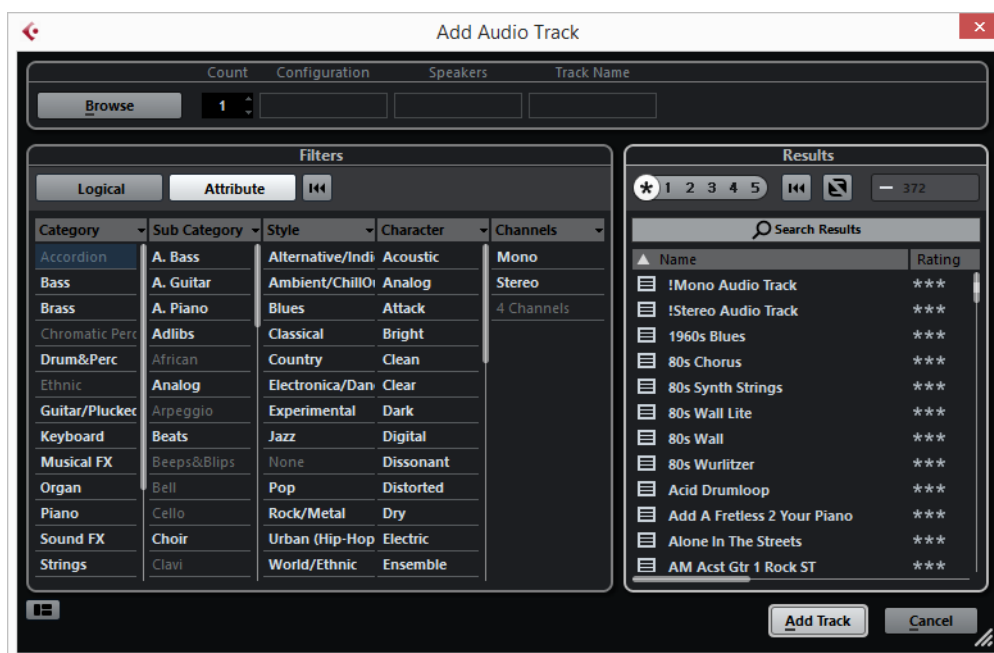 Add Audio Track
Count Configuration Speakers Track Name
Browse 1
Filters
Logical Attribute
Category Sub Category Style Character Channels
Accordion A. Bass Alternative/Indi Acoustic Mono
Bass A. Guitar Ambient/ChillO Analog Stereo
Brass A. Piano Blues Attack 4 Channels
Chromatic Perc Adlibs Classical Bright
Drum&Perc African Country Clean
Ethnic Analog Electronica/Dan Clear
Guitar/Plucked Arpeggio Experimental Dark
Keyboard Beats Jazz Digital
Musical FX Beeps&Blips None Dissonant
Organ Bell Pop Distorted
Piano Cello Rock/Metal Dry
Sound FX Choir Urban (Hip-Hop Electric
Strings Clavi World/Ethnic Ensemble
Results
* 1 2 3 4 5 372
Search Results
Name Rating
!Mono Audio Track ***
!Stereo Audio Track ***
1960s Blues ***
80s Chorus ***
80s Synth Strings ***
80s Wall Lite ***
80s Wall ***
80s Wurlitzer ***
Acid Drumloop ***
Add A Fretless 2 Your Piano ***
Alone In The Streets ***
AM Acst Gtr 1 Rock ST ***
Add Track Cancel